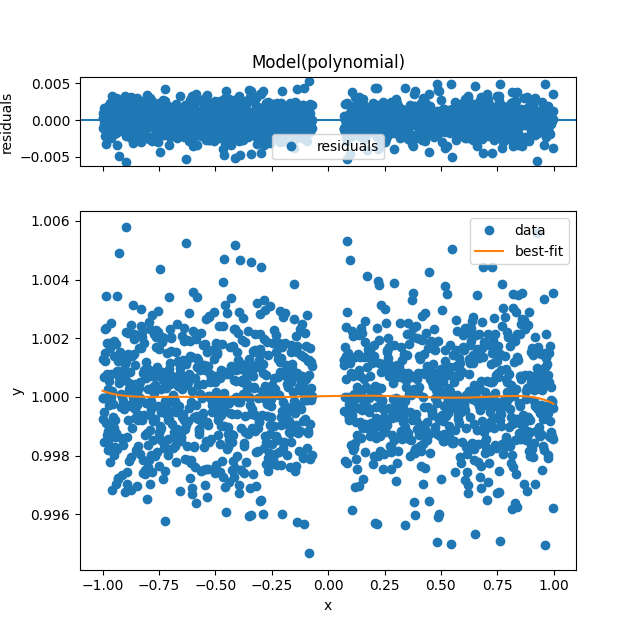 Model(polynomial)
residuals
0.005
0.000
−0.005
residuals
y
1.006
1.004
1.002
1.000
0.998
0.996
data
best-fit
−1.00 −0.75 −0.50 −0.25 0.00 0.25 0.50 0.75 1.00
x